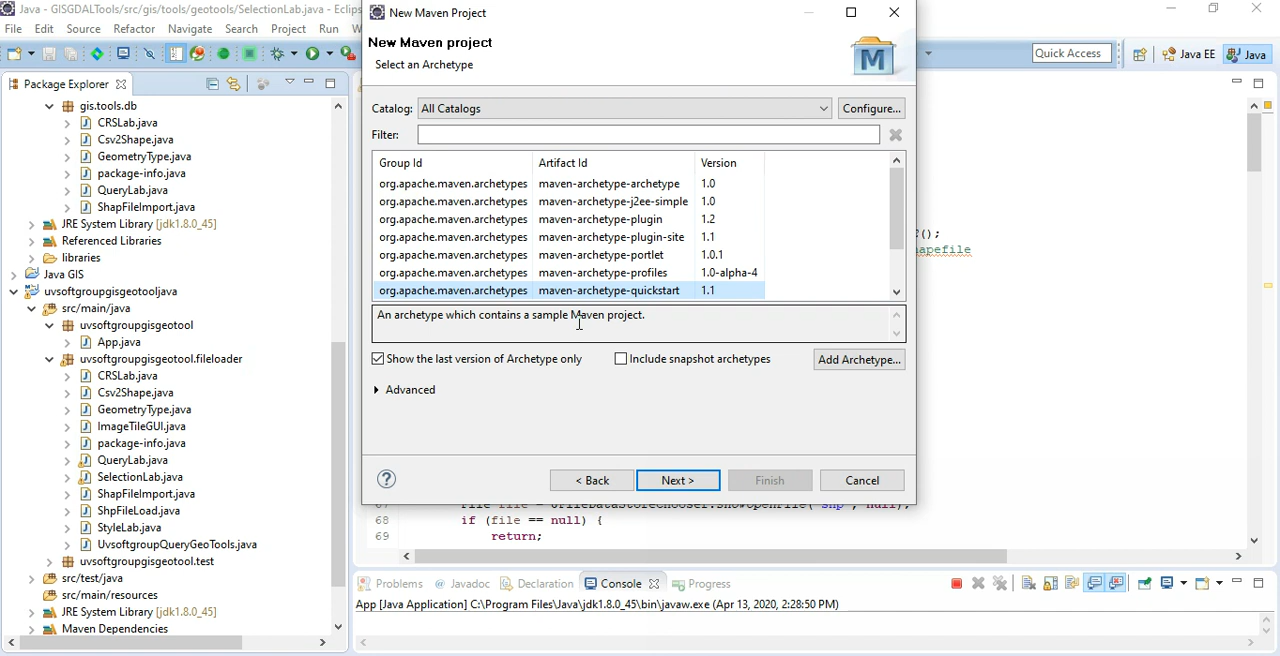 Java - GISGDALTools/src/gis/tools/geotools/SelectionLab.java - Eclips
File Edit Source Refactor Navigate Search Project Run W
Quick Access
Java EE
Java
Package Explorer
gis.tools.db
CRSLab.java
Csv2Shape.java
GeometryType.java
package-info.java
QueryLab.java
ShapFileImport.java
JRE System Library [jdk1.8.0_45]
Referenced Libraries
libraries
Java GIS
uvsoftgroupgisgeotooljava
src/main/java
uvsoftgroupgisgeotool
App.java
uvsoftgroupgisgeotool.fileloader
CRSLab.java
Csv2Shape.java
GeometryType.java
ImageTileGUI.java
package-info.java
QueryLab.java
SelectionLab.java
ShapFileImport.java
ShpFileLoad.java
StyleLab.java
UvsoftgroupQueryGeoTools.java
uvsoftgroupgisgeotool.test
src/test/java
src/main/resources
JRE System Library [jdk1.8.0_45]
Maven Dependencies
New Maven Project
New Maven project
Select an Archetype
M
Catalog: All Catalogs Configure...
Filter:
Group Id Artifact Id Version
org.apache.maven.archetypes maven-archetype-archetype 1.0
org.apache.maven.archetypes maven-archetype-j2ee-simple 1.0
org.apache.maven.archetypes maven-archetype-plugin 1.2
org.apache.maven.archetypes maven-archetype-plugin-site 1.1
org.apache.maven.archetypes maven-archetype-portlet 1.0.1
org.apache.maven.archetypes maven-archetype-profiles 1.0-alpha-4
org.apache.maven.archetypes maven-archetype-quickstart 1.1
An archetype which contains a sample Maven project.
Show the last version of Archetype only Include snapshot archetypes Add Archetype...
Advanced
? < Back Next > Finish Cancel
();
apefile
68 if (file == null) {
69 return;
Problems Javadoc Declaration Console Progress
App [Java Application] C:\Program Files\Java\jdk1.8.0_45\bin\javaw.exe (Apr 13, 2020, 2:28:50 PM)